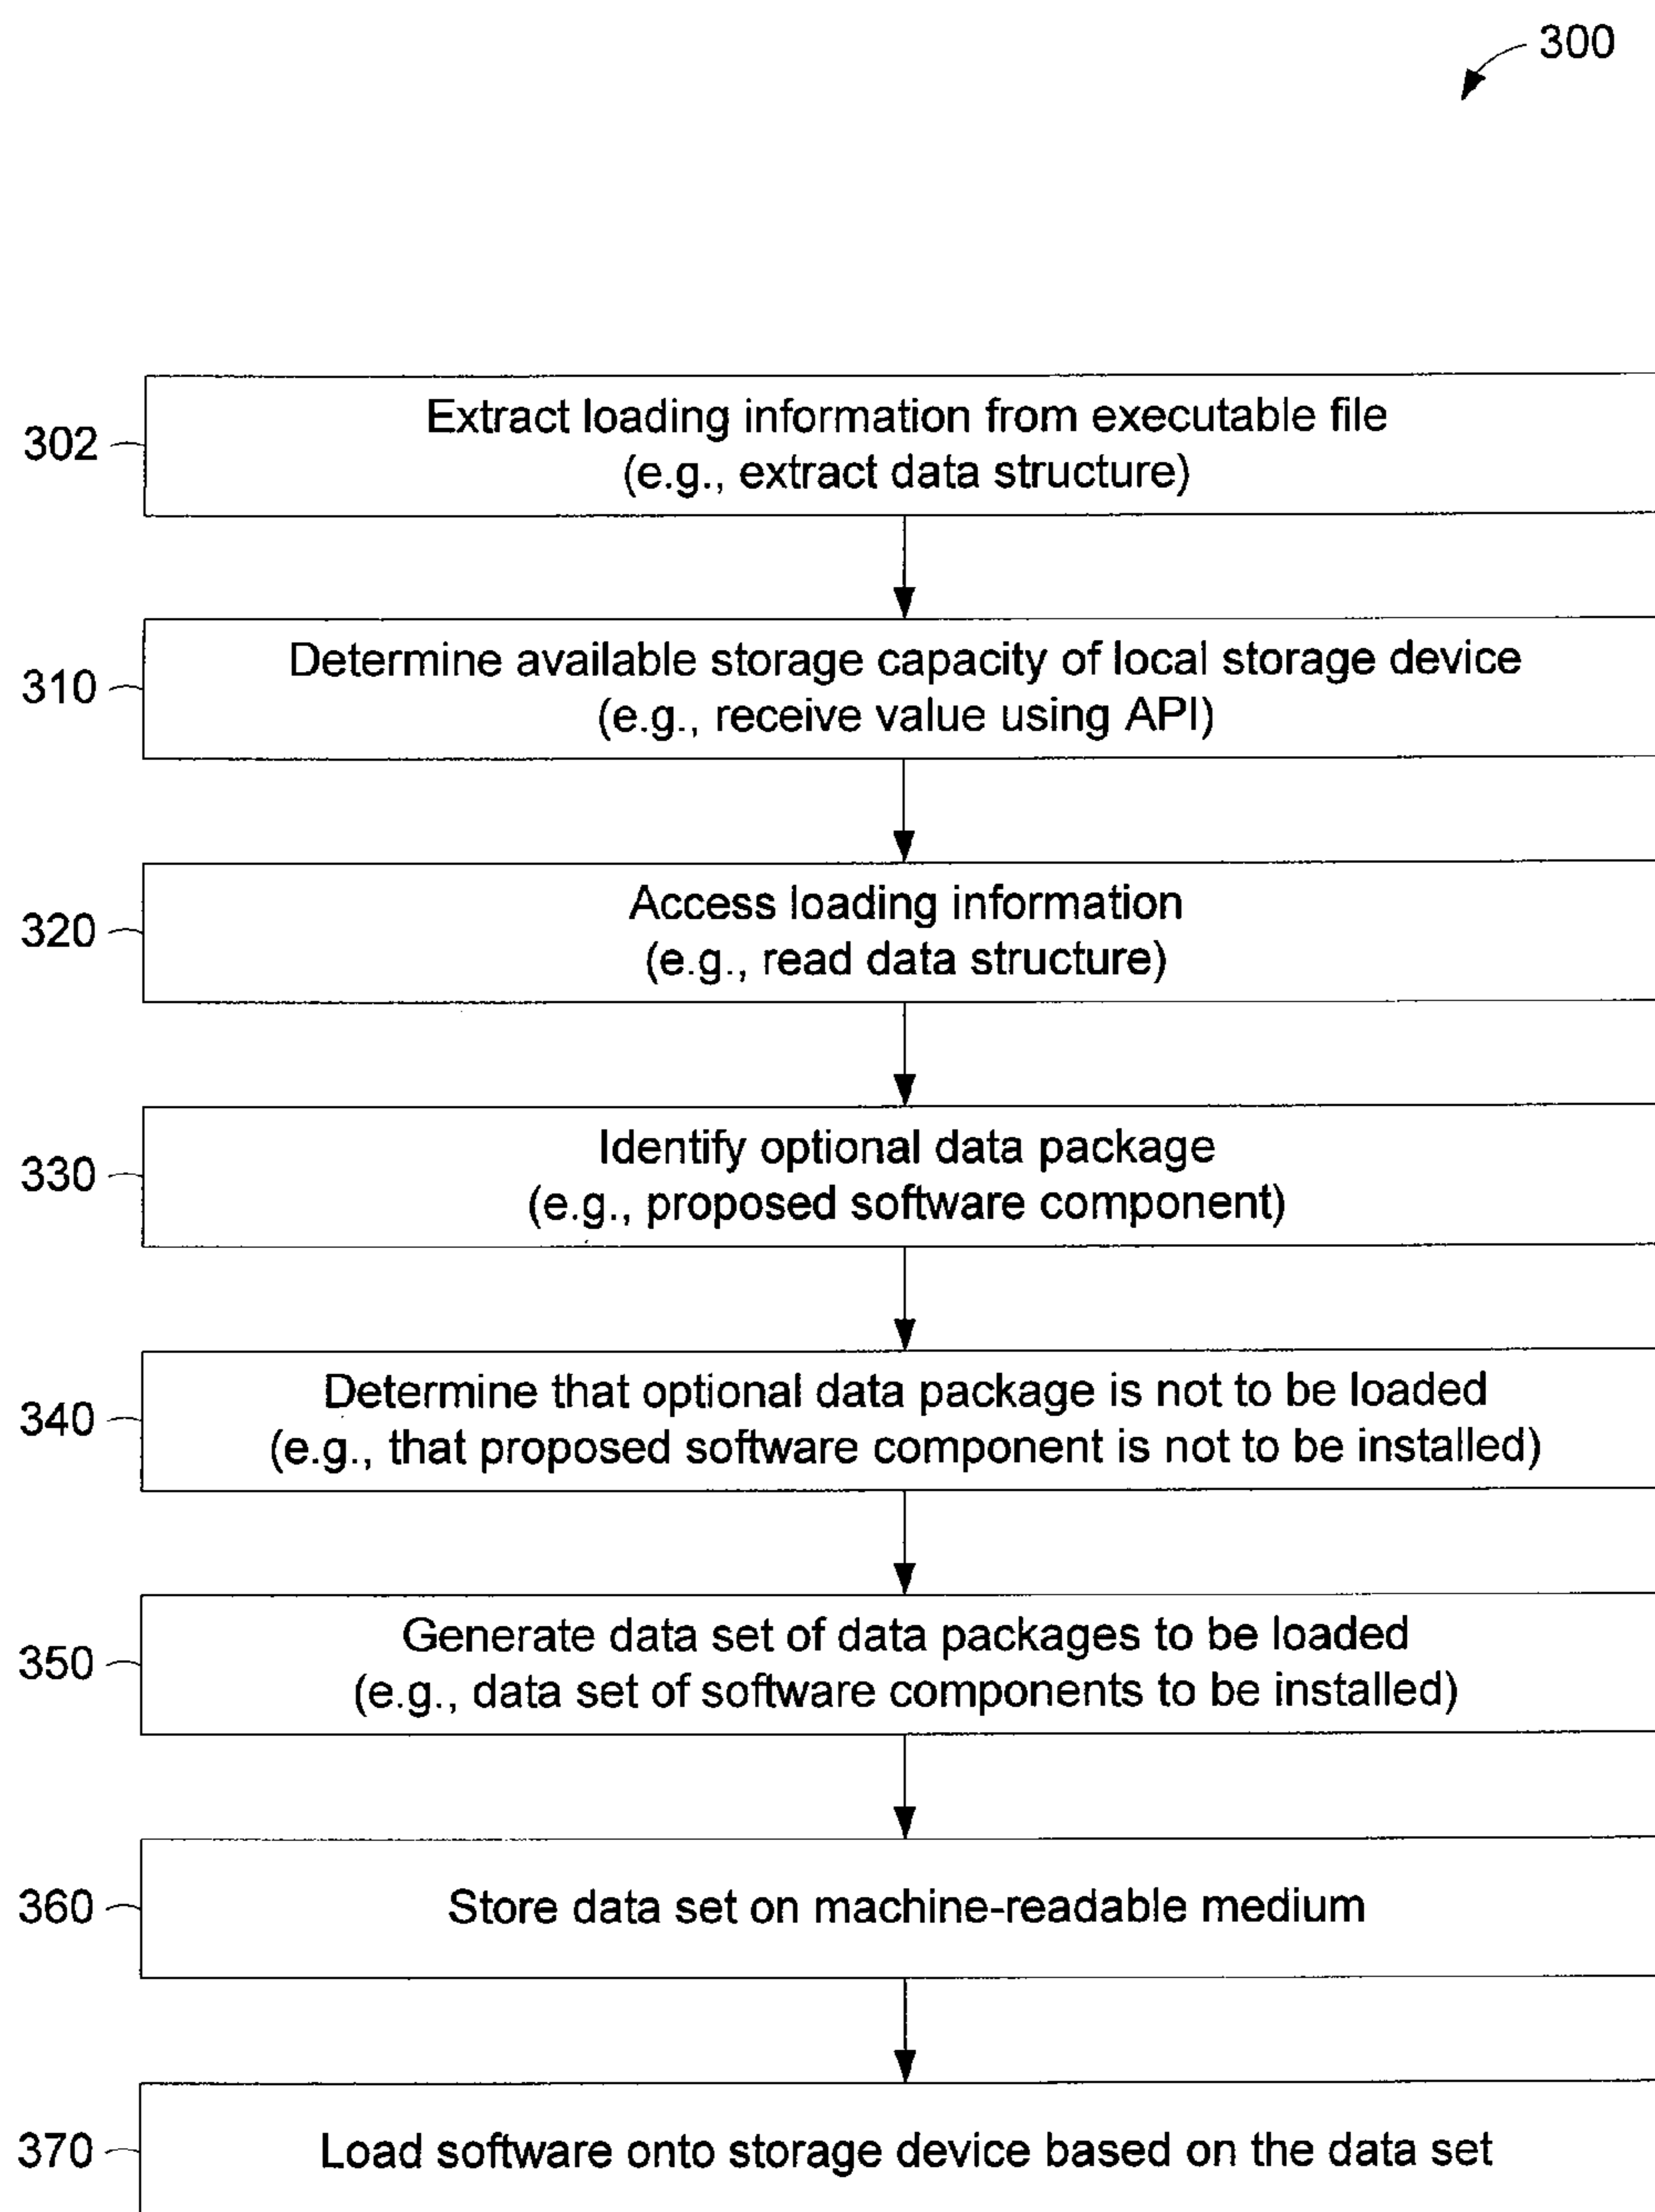 300
302
Extract loading information from executable file
(e.g., extract data structure)
310
Determine available storage capacity of local storage device
(e.g., receive value using API)
320
Access loading information
(e.g., read data structure)
330
Identify optional data package
(e.g., proposed software component)
340
Determine that optional data package is not to be loaded
(e.g., that proposed software component is not to be installed)
350
Generate data set of data packages to be loaded
(e.g., data set of software components to be installed)
360
Store data set on machine-readable medium
370
Load software onto storage device based on the data set